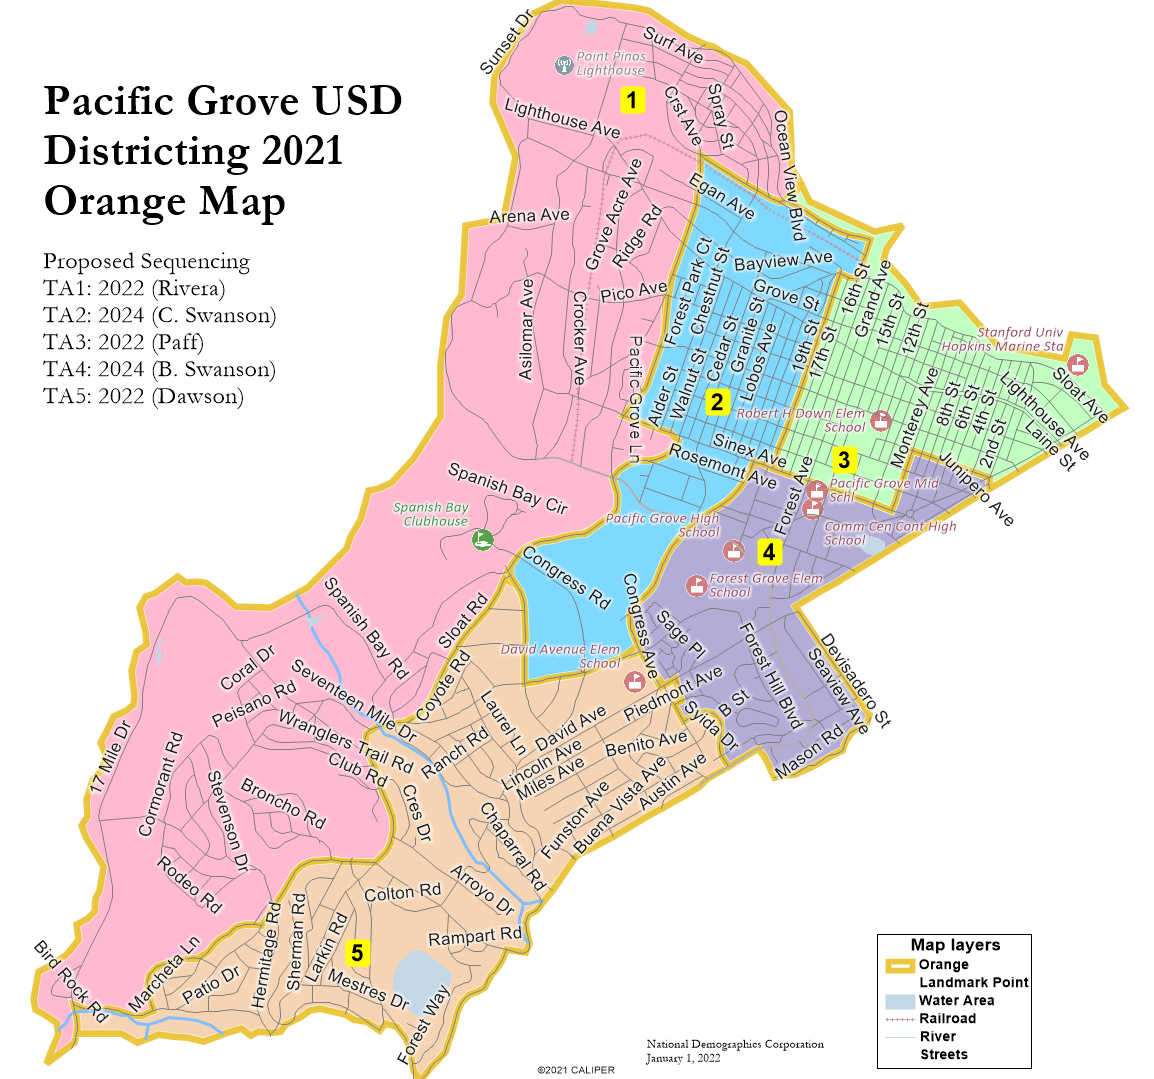 Pacific Grove USD
Districting 2021
Orange Map
Proposed Sequencing
TA1: 2022 (Rivera)
TA2: 2024 (C. Swanson)
TA3: 2022 (Paff)
TA4: 2024 (B. Swanson)
TA5: 2022 (Dawson)
Sunset Dr
Surf Ave
Point Pinos
Lighthouse
1
Crst Ave
Spray St
Lighthouse Ave
Ocean View Blvd
Egan Ave
Arena Ave
Grove Acre Ave
Ridge Rd
Pico Ave
Asilomar Ave
Crocker Ave
Pacific Grove Ln
Forest Park Ct
Chestnut St
Bayview Ave
Grove St
Alder St
Walnut St
Cedar St
Granite St
Lobos Ave
19th St
17th St
16th St
Grand Ave
15th St
12th St
Stanford Univ
Hopkins Marine Sta
Sloat Ave
Lighthouse Ave
Laine St
2
Robert H Down Elem
School
Monterey Ave
8th St
6th St
4th St
2nd St
3
Sinex Ave
Rosemont Ave
Forest Ave
Junipero Ave
Pacific Grove Mid
Schl
Spanish Bay Cir
Spanish Bay
Clubhouse
Pacific Grove High
School
Comm Cen Cont High
School
4
Forest Grove Elem
School
Congress Rd
Congress Ave
Sage Pl
Spanish Bay Rd
Sloat Rd
David Avenue Elem
School
Forest Hill Blvd
Devisadero St
Seaview Ave
Coral Dr
Peisano Rd
Seventeen Mile Dr
Coyote Rd
Laurel Ln
Piedmont Ave
B St
Syida Dr
Mason Rd
17 Mile Dr
Cormorant Rd
Wranglers Trail Rd
Club Rd
Ranch Rd
David Ave
Lincoln Ave
Miles Ave
Benito Ave
Stevenson Dr
Broncho Rd
Cres Dr
Chaparral Rd
Funston Ave
Buena Vista Ave
Austin Ave
Rodeo Rd
Arroyo Dr
Colton Rd
Hermitage Rd
Sherman Rd
Larkin Rd
5
Rampart Rd
Bird Rock Rd
Marcheta Ln
Patio Dr
Mestres Dr
Forest Way
Map layers
Orange
Landmark Point
Water Area
Railroad
River
Streets
National Demographics Corporation
January 1, 2022
©2021 CALIPER